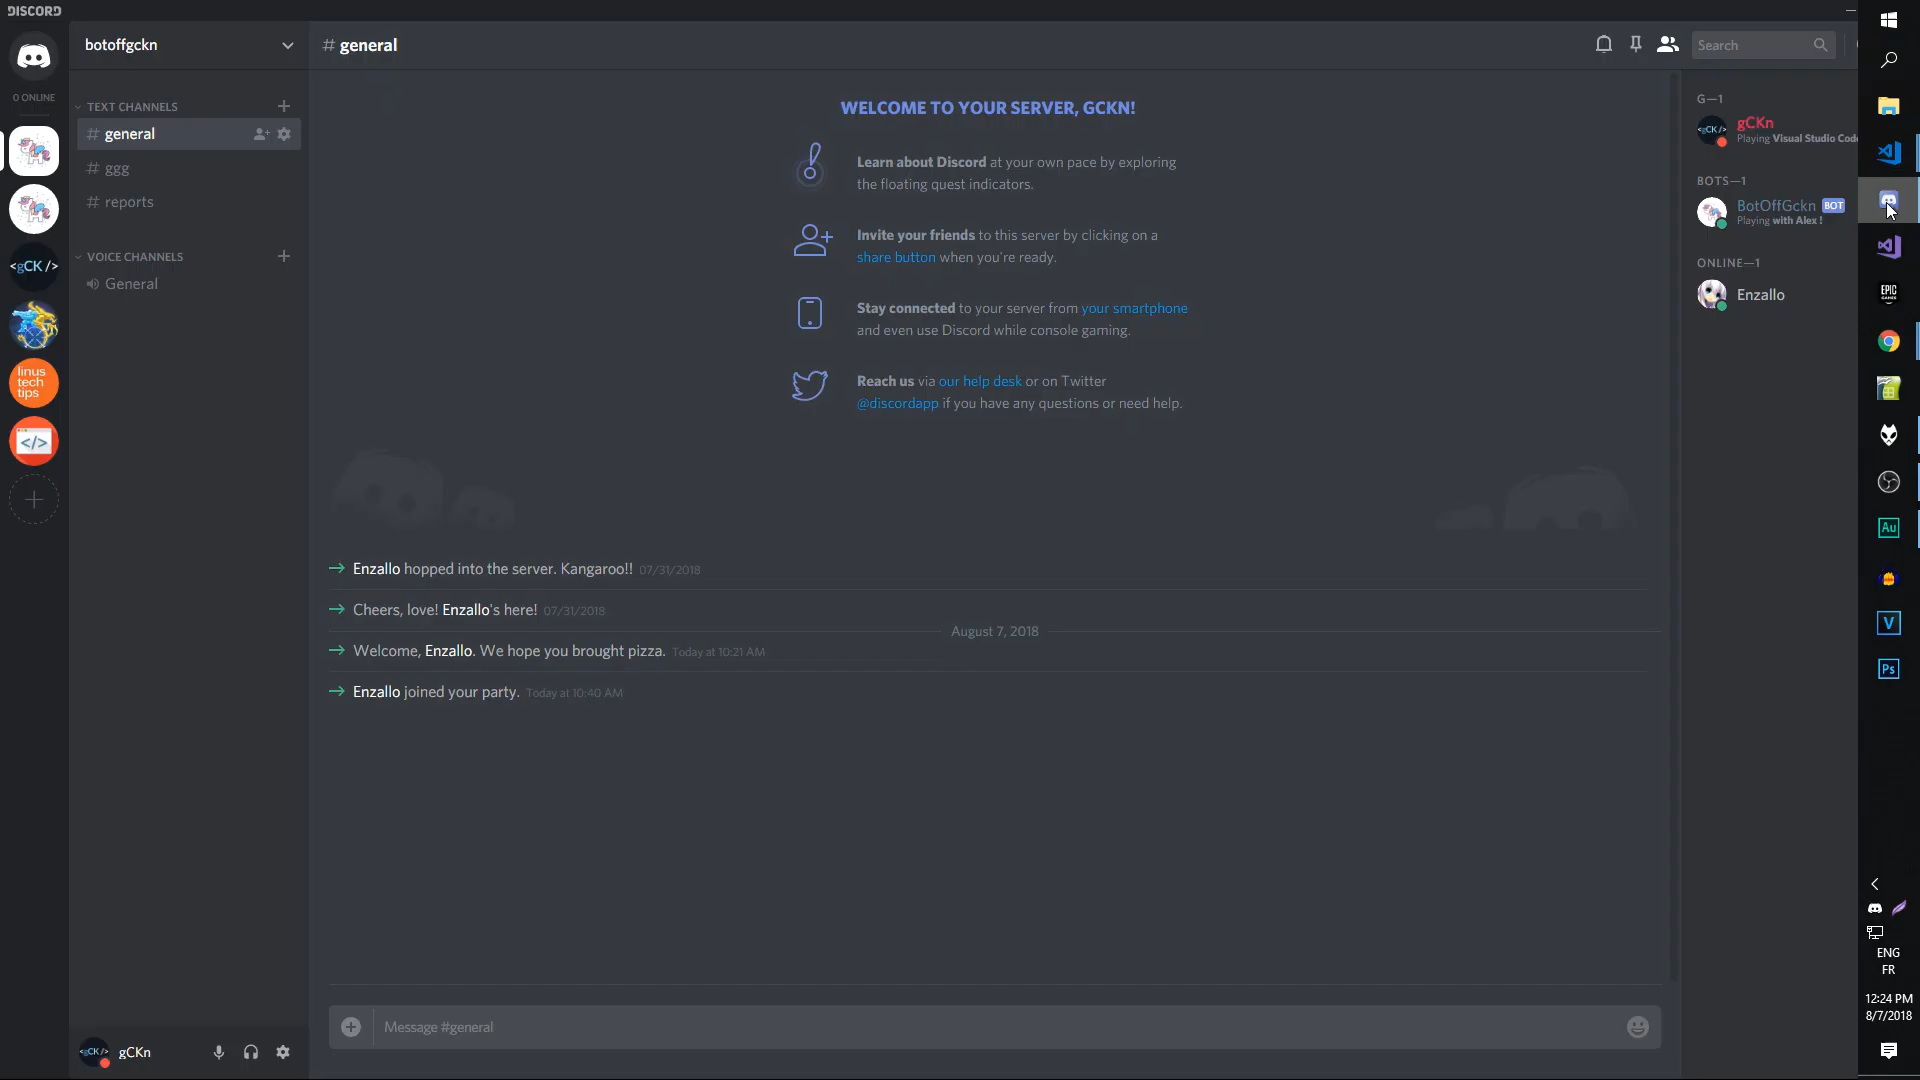 DISCORD
0 ONLINE
<gCK/>
linus
tech
tips
</>
botoffgckn
TEXT CHANNELS
# general
# ggg
# reports
VOICE CHANNELS
General
<gCK/>
gCKn
# general
Search
WELCOME TO YOUR SERVER, GCKN!
Learn about Discord at your own pace by exploring
the floating quest indicators.
Invite your friends to this server by clicking on a
share button when you're ready.
Stay connected to your server from your smartphone
and even use Discord while console gaming.
Reach us via our help desk or on Twitter
@discordapp if you have any questions or need help.
Enzallo hopped into the server. Kangaroo!! 07/31/2018
Cheers, love! Enzallo's here! 07/31/2018
August 7, 2018
Welcome, Enzallo. We hope you brought pizza. Today at 10:21 AM
Enzallo joined your party. Today at 10:40 AM
Message #general
G—1
<gCK/>
gCKn
Playing Visual Studio Code
BOTS—1
BotOffGckn BOT
Playing with Alex !
ONLINE—1
Enzallo
EPIC
GAMES
Au
V
Ps
ENG
FR
12:24 PM
8/7/2018